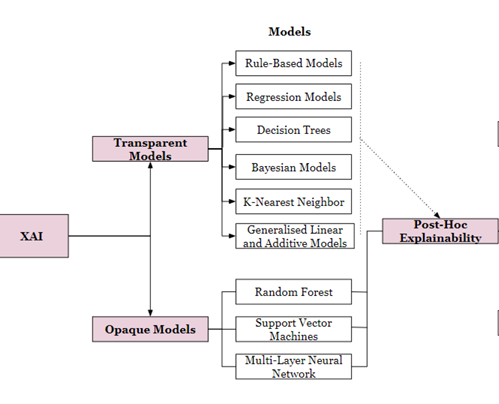 Models
Rule-Based Models
Regression Models
Transparent
Models
Decision Trees
Bayesian Models
K-Nearest Neighbor
XAI
Generalised Linear
and Additive Models
Post-Hoc
Explainability
Random Forest
Opaque Models
Support Vector
Machines
Multi-Layer Neural
Network